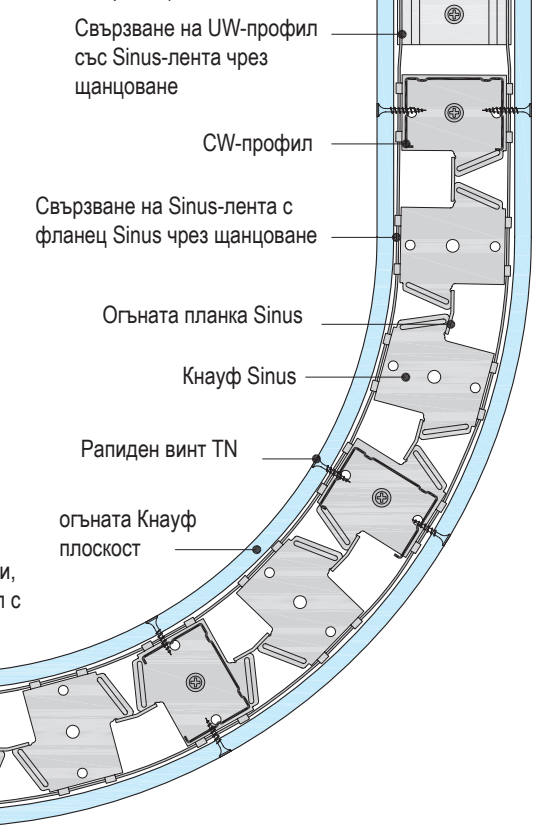 Свързване на UW-профил
със Sinus-лента чрез
щанцоване
CW-профил
Свързване на Sinus-лента с
фланец Sinus чрез щанцоване
Огъната планка Sinus
Кнауф Sinus
Рапиден винт TN
огъната Кнауф
плоскост
и,
с